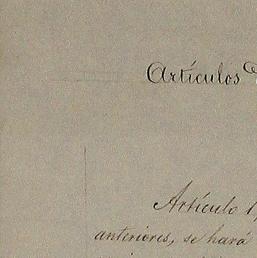 Artículos
Artículo 1,
anteriores, se hará